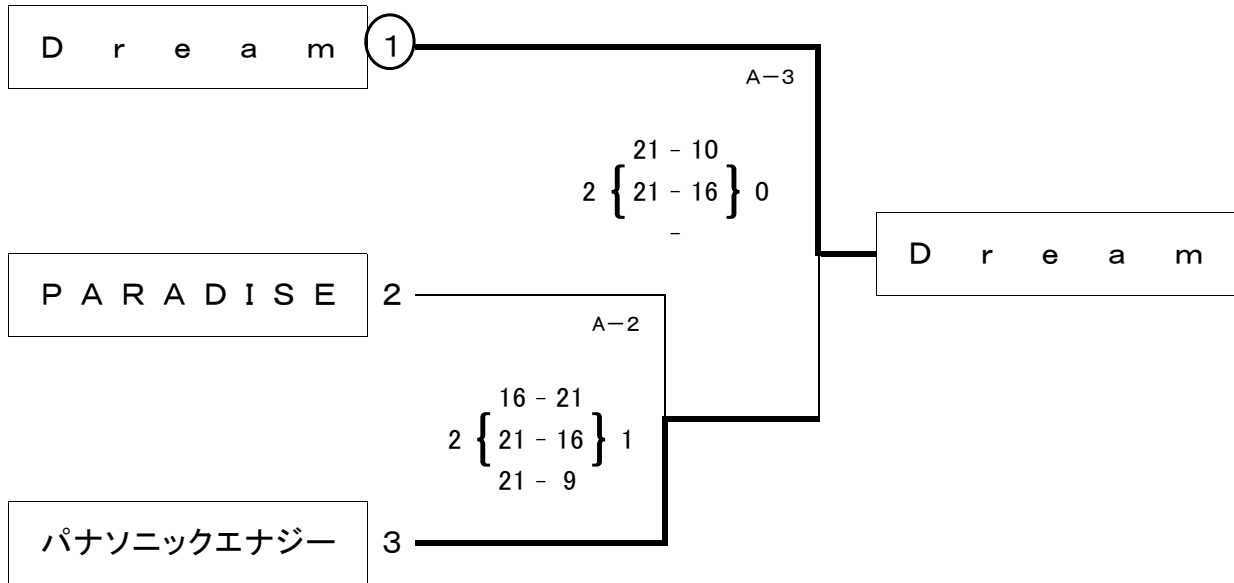 Ｄｒｅａｍ ①
Ａ－３
21 - 10
2 { 21 - 16 } 0
-
Ｄｒｅａｍ
ＰＡＲＡＤＩＳＥ ２
Ａ－２
16 - 21
2 { 21 - 16 } 1
21 - 9
パナソニックエナジー ３